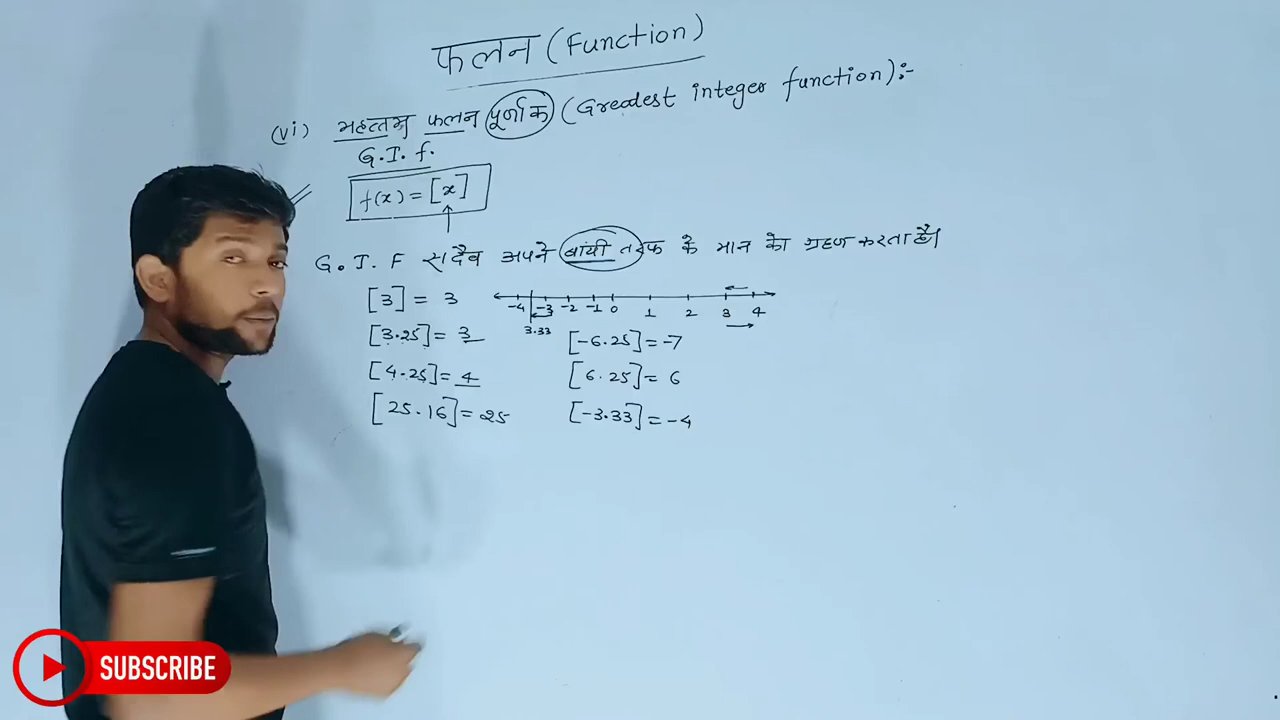 फलन (Function)
(vi) महत्तम फलन पूर्णांक (Greatest integer function):-
G.I.f.
f(x) = [x]
G.I.F सदैव अपने बांयी तरफ के मान को ग्रहण करता है।
[3] = 3
-4 -3 -2 -1 0 1 2 3 4
3.33
[3.25] = 3
[-6.25] = -7
[4.25] = 4
[6.25] = 6
[25.16] = 25
[-3.33] = -4
SUBSCRIBE